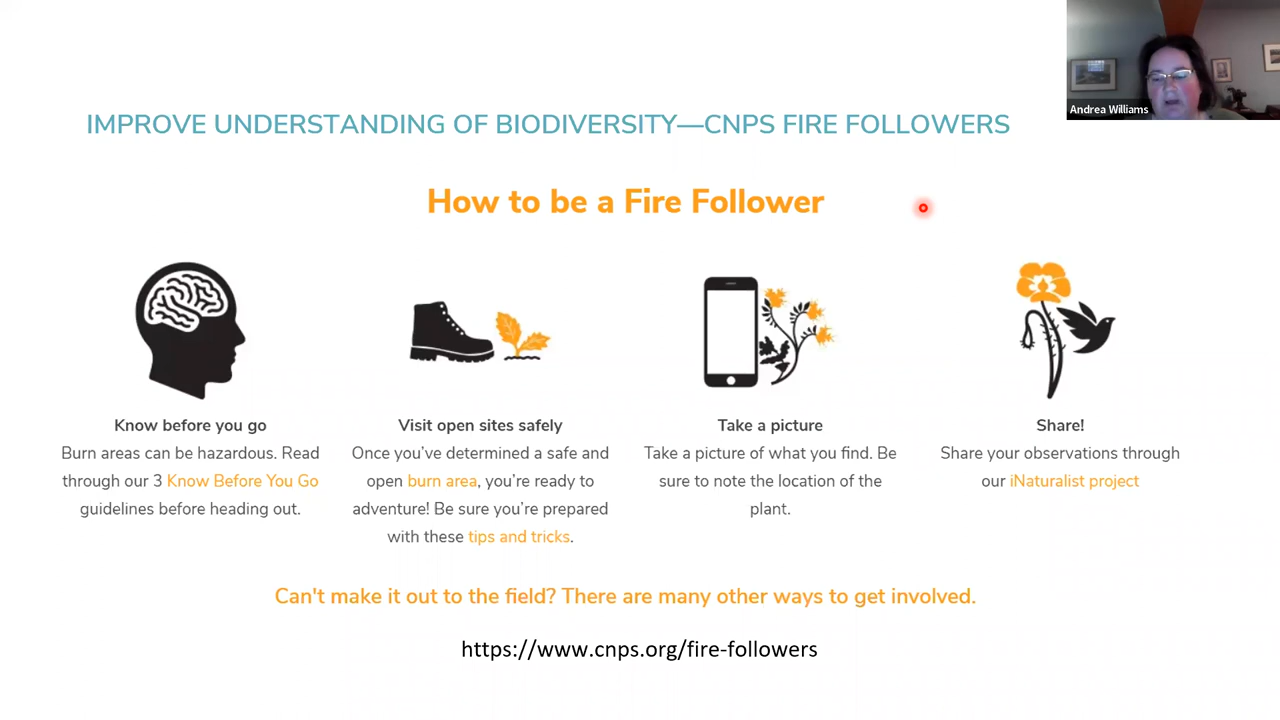 Andrea Williams
IMPROVE UNDERSTANDING OF BIODIVERSITY—CNPS FIRE FOLLOWERS
How to be a Fire Follower
Know before you go
Burn areas can be hazardous. Read
through our 3 Know Before You Go
guidelines before heading out.
Visit open sites safely
Once you've determined a safe and
open burn area, you're ready to
adventure! Be sure you're prepared
with these tips and tricks.
Take a picture
Take a picture of what you find. Be
sure to note the location of the
plant.
Share!
Share your observations through
our iNaturalist project
Can't make it out to the field? There are many other ways to get involved.
https://www.cnps.org/fire-followers